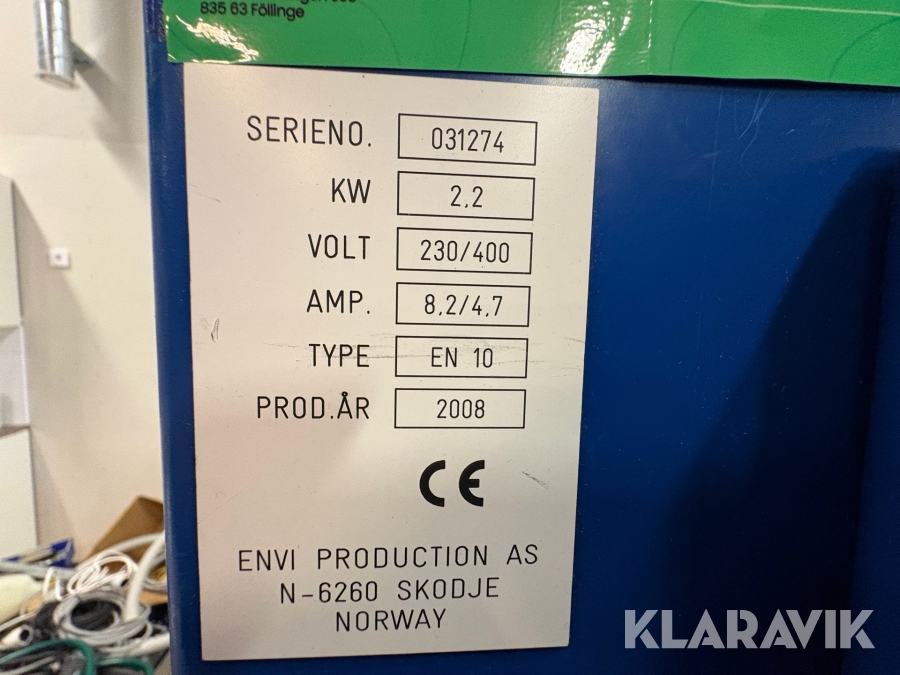 835 63 Föllinge
SERIENO. 031274
KW 2,2
VOLT 230/400
AMP. 8,2/4,7
TYPE EN 10
PROD.ÅR 2008
CE
ENVI PRODUCTION AS
N-6260 SKODJE
NORWAY
KLARAVIK